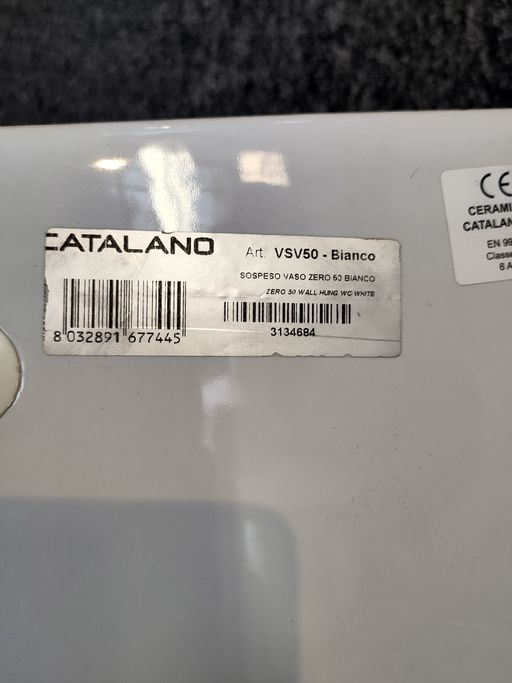 CATALANO
Art. VSV50 - Bianco
SOSPESO VASO ZERO 50 BIANCO
ZERO 50 WALL HUNG WC WHITE
8 032891 677445
3134684
CE
CERAMI
CATALAN
EN 99
Classe
6 A